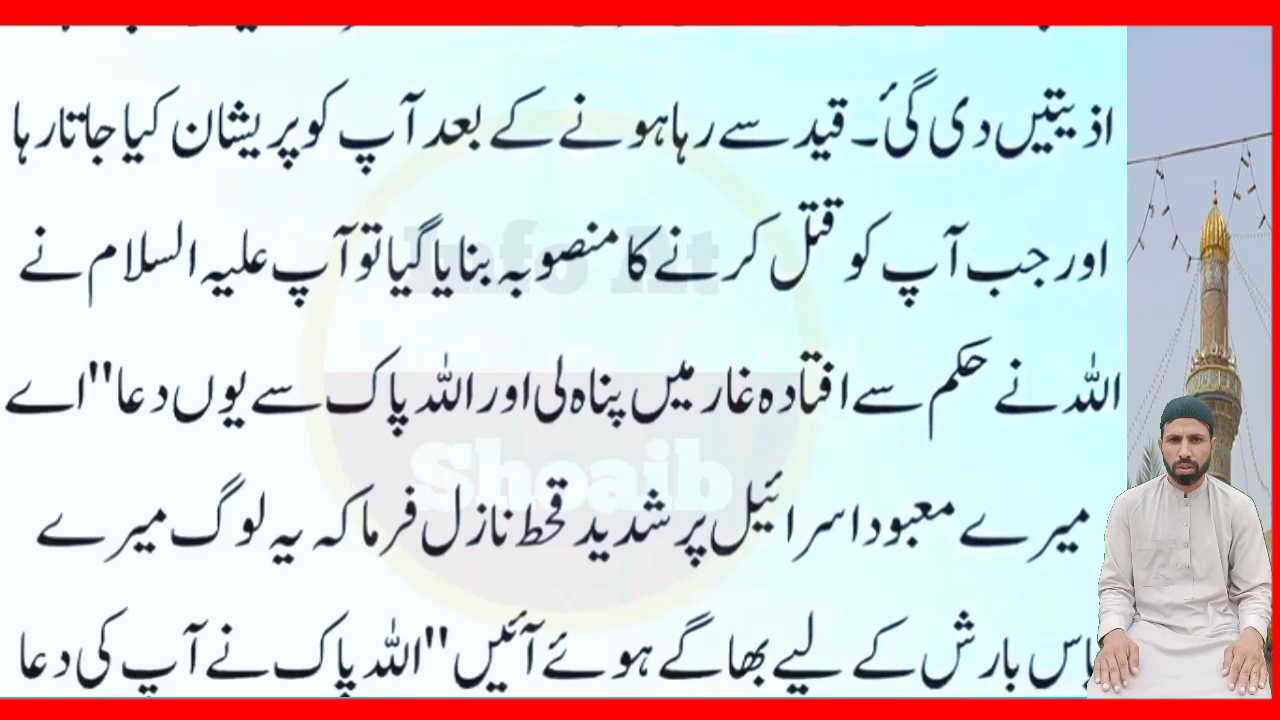 اذیتیں دی گئ۔ قید سے رہا ہونے کے بعد آپ کو پریشان کیا جاتا رہا
اور جب آپ کو قتل کرنے کا منصوبہ بنایا گیا تو آپ علیہ السلام نے
اللہ نے حکم سے افتادہ غار میں پناہ لی اور اللہ پاک سے یوں دعا "اے
میرے معبود اسرائیل پر شدید قحط نازل فرما کہ یہ لوگ میرے
پاس بارش کے لیے بھاگے ہوئے آئیں" اللہ پاک نے آپ کی دعا
Info At
Shoaib